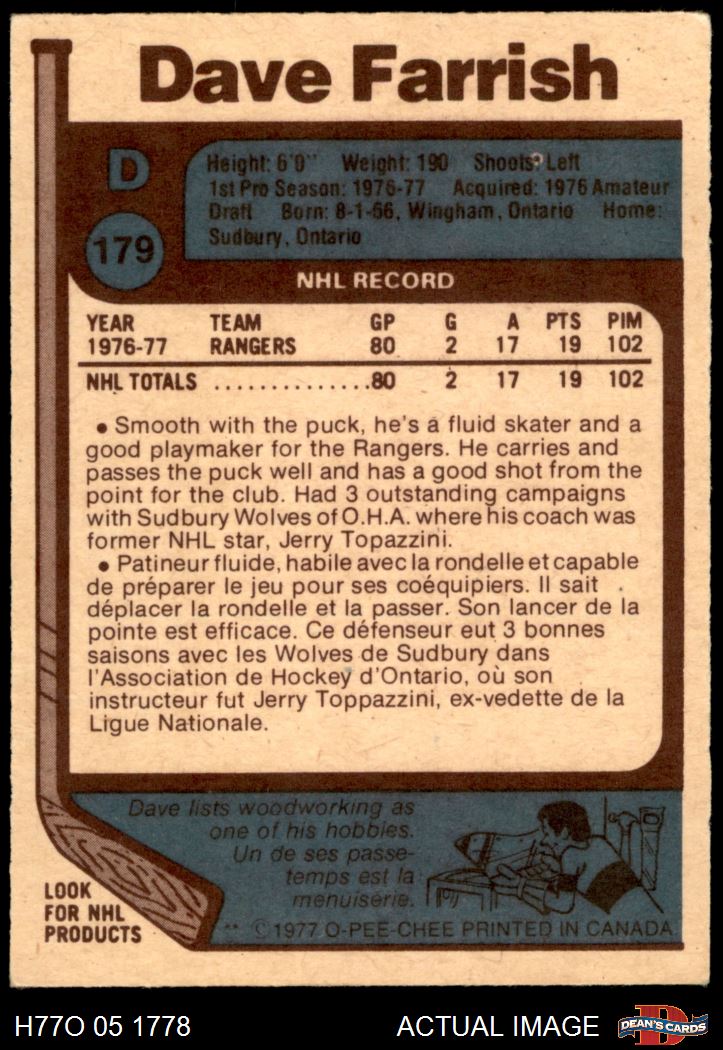 Dave Farrish
D
179
Height: 6'0" Weight: 190 Shoots: Left
1st Pro Season: 1976-77 Acquired: 1976 Amateur
Draft Born: 8-1-56, Wingham, Ontario Home:
Sudbury, Ontario
NHL RECORD
YEAR TEAM GP G A PTS PIM
1976-77 RANGERS 80 2 17 19 102
NHL TOTALS ..............80 2 17 19 102
• Smooth with the puck, he's a fluid skater and a
good playmaker for the Rangers. He carries and
passes the puck well and has a good shot from the
point for the club. Had 3 outstanding campaigns
with Sudbury Wolves of O.H.A. where his coach was
former NHL star, Jerry Topazzini.
• Patineur fluide, habile avec la rondelle et capable
de préparer le jeu pour ses coéquipiers. Il sait
déplacer la rondelle et la passer. Son lancer de la
pointe est efficace. Ce défenseur eut 3 bonnes
saisons avec les Wolves de Sudbury dans
l'Association de Hockey d'Ontario, où son
instructeur fut Jerry Toppazzini, ex-vedette de la
Ligue Nationale.
Dave lists woodworking as
one of his hobbies.
Un de ses passe-
temps est la
menuiserie.
LOOK
FOR NHL
PRODUCTS
** ©1977 O-PEE-CHEE PRINTED IN CANADA
H77O 05 1778
ACTUAL IMAGE
D
DEAN'S CARDS